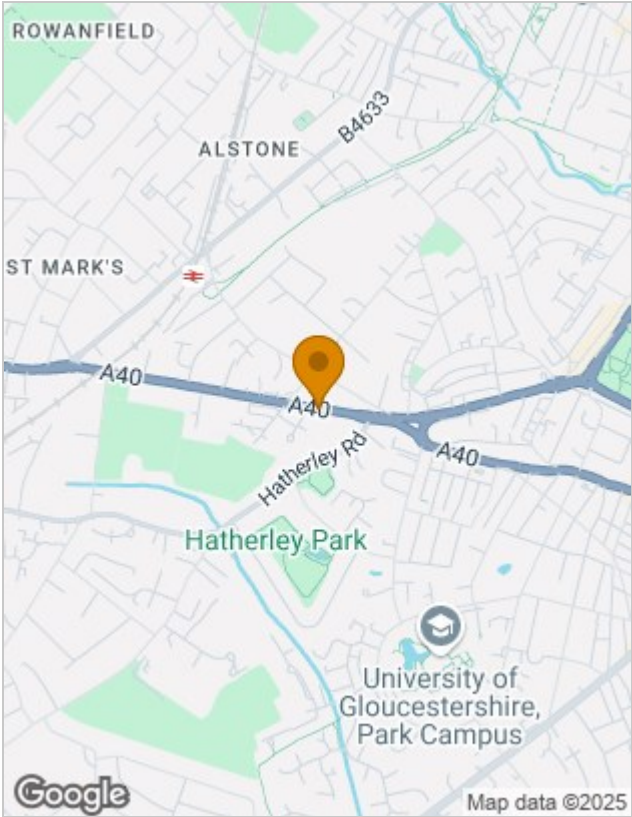 ROWANFIELD
B4633
ALSTONE
ST MARK'S
A40
A40
A40
Hatherley Rd
Hatherley Park
University of
Gloucestershire,
Park Campus
Google
Map data ©2025